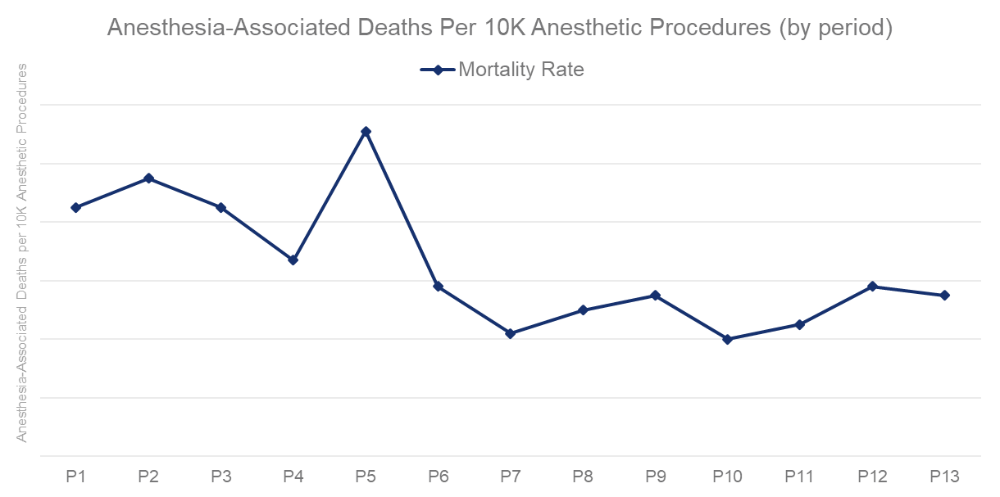 Anesthesia-Associated Deaths Per 10K Anesthetic Procedures (by period)
Mortality Rate
Anesthesia-Associated Deaths per 10K Anesthetic Procedures
P1 P2 P3 P4 P5 P6 P7 P8 P9 P10 P11 P12 P13